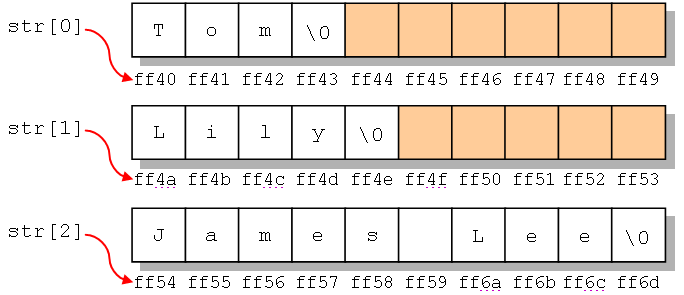 str[0] T o m \0
ff40 ff41 ff42 ff43 ff44 ff45 ff46 ff47 ff48 ff49
str[1] L i l y \0
ff4a ff4b ff4c ff4d ff4e ff4f ff50 ff51 ff52 ff53
str[2] J a m e s L e e \0
ff54 ff55 ff56 ff57 ff58 ff59 ff6a ff6b ff6c ff6d